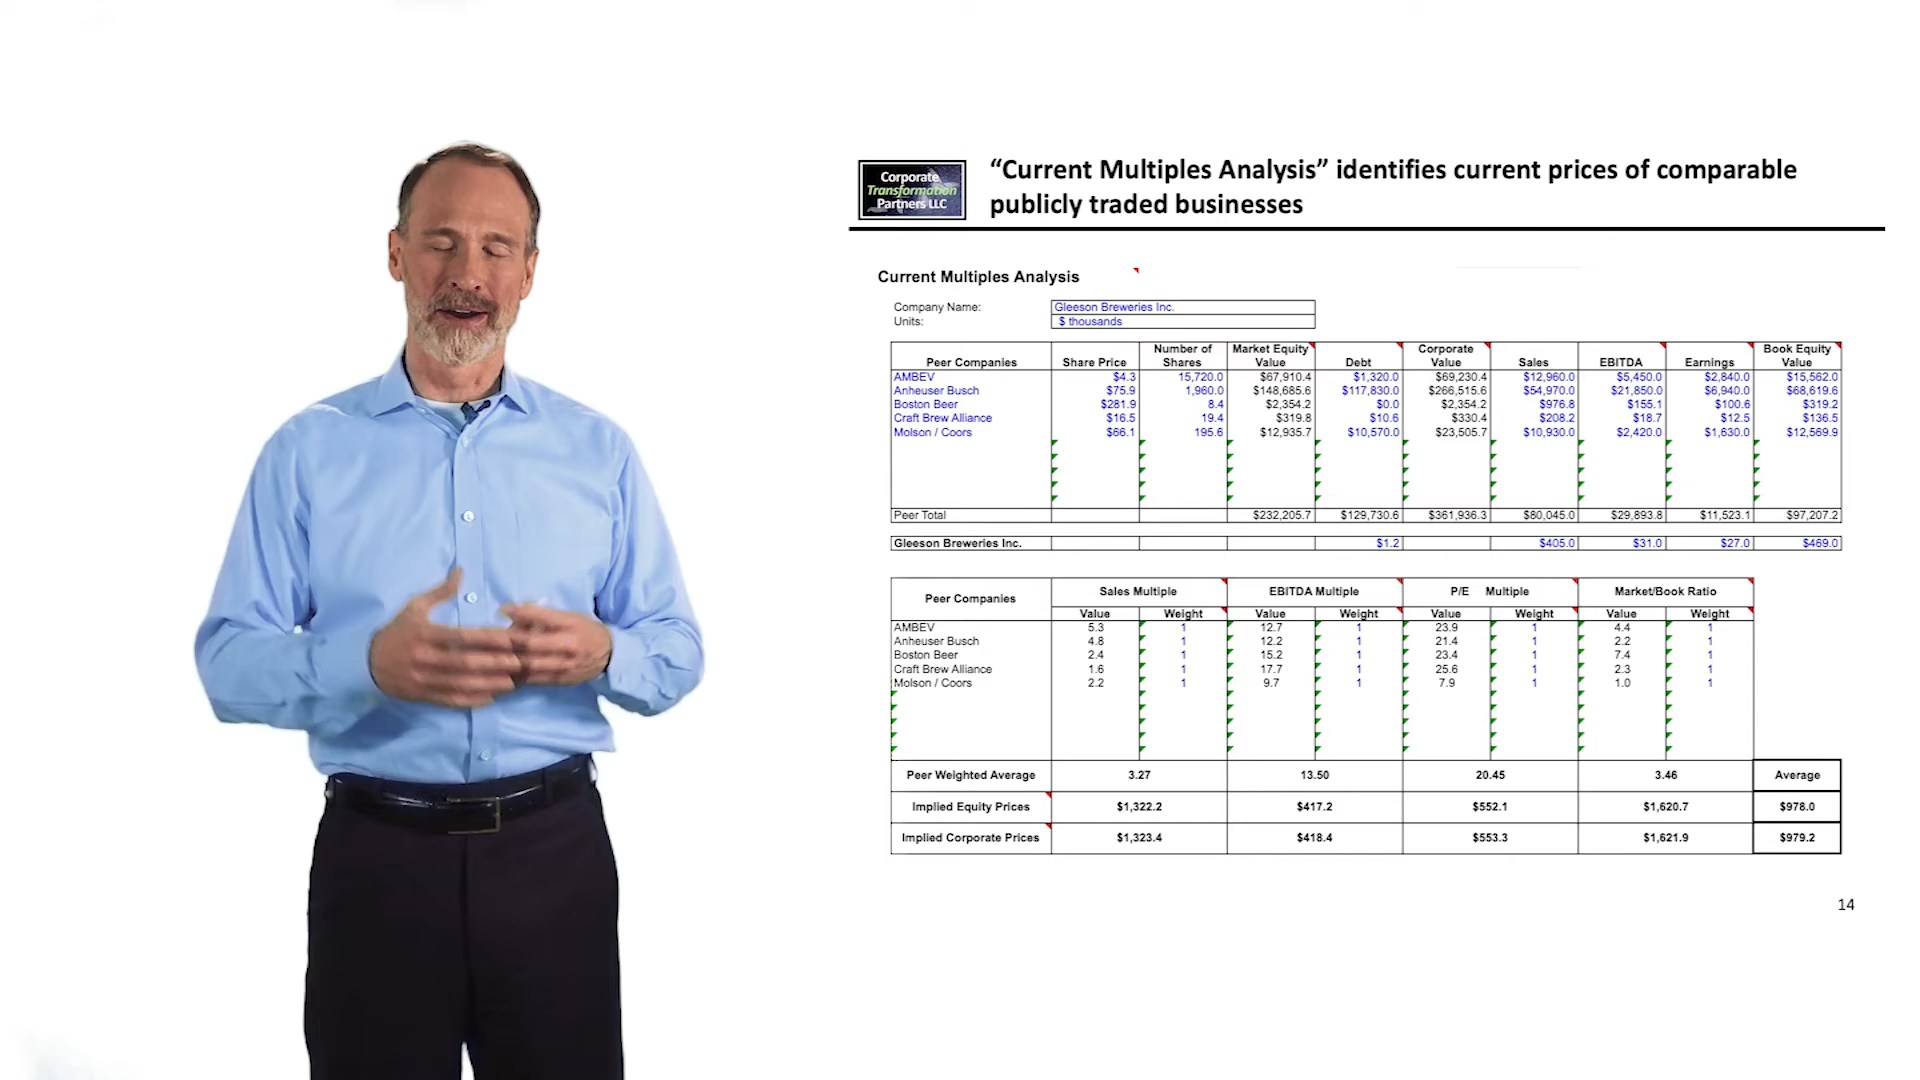 Corporate
Transformation
Partners LLC
“Current Multiples Analysis” identifies current prices of comparable
publicly traded businesses
Current Multiples Analysis
Company Name: Gleeson Breweries Inc.
Units: $ thousands
Peer Companies Share Price Number of Shares Market Equity Value Debt Corporate Value Sales EBITDA Earnings Book Equity Value
AMBEV $4.3 15,720.0 $67,910.4 $1,320.0 $69,230.4 $12,960.0 $5,450.0 $2,840.0 $15,562.0
Anheuser Busch $75.9 1,960.0 $148,685.6 $117,830.0 $266,515.6 $54,970.0 $21,850.0 $6,940.0 $68,619.6
Boston Beer $281.9 8.4 $2,354.2 $0.0 $2,354.2 $976.8 $155.1 $100.6 $319.2
Craft Brew Alliance $16.5 19.4 $319.8 $10.6 $330.4 $208.2 $18.7 $12.5 $136.5
Molson / Coors $66.1 195.6 $12,935.7 $10,570.0 $23,505.7 $10,930.0 $2,420.0 $1,630.0 $12,569.9
Peer Total $232,205.7 $129,730.6 $361,936.3 $80,045.0 $29,893.8 $11,523.1 $97,207.2
Gleeson Breweries Inc. $1.2 $405.0 $31.0 $27.0 $469.0
Peer Companies Sales Multiple EBITDA Multiple P/E Multiple Market/Book Ratio
Value Weight Value Weight Value Weight Value Weight
AMBEV 5.3 1 12.7 1 23.9 1 4.4 1
Anheuser Busch 4.8 1 12.2 1 21.4 1 2.2 1
Boston Beer 2.4 1 15.2 1 23.4 1 7.4 1
Craft Brew Alliance 1.6 1 17.7 1 25.6 1 2.3 1
Molson / Coors 2.2 1 9.7 1 7.9 1 1.0 1
Peer Weighted Average 3.27 13.50 20.45 3.46 Average
Implied Equity Prices $1,322.2 $417.2 $552.1 $1,620.7 $978.0
Implied Corporate Prices $1,323.4 $418.4 $553.3 $1,621.9 $979.2
14